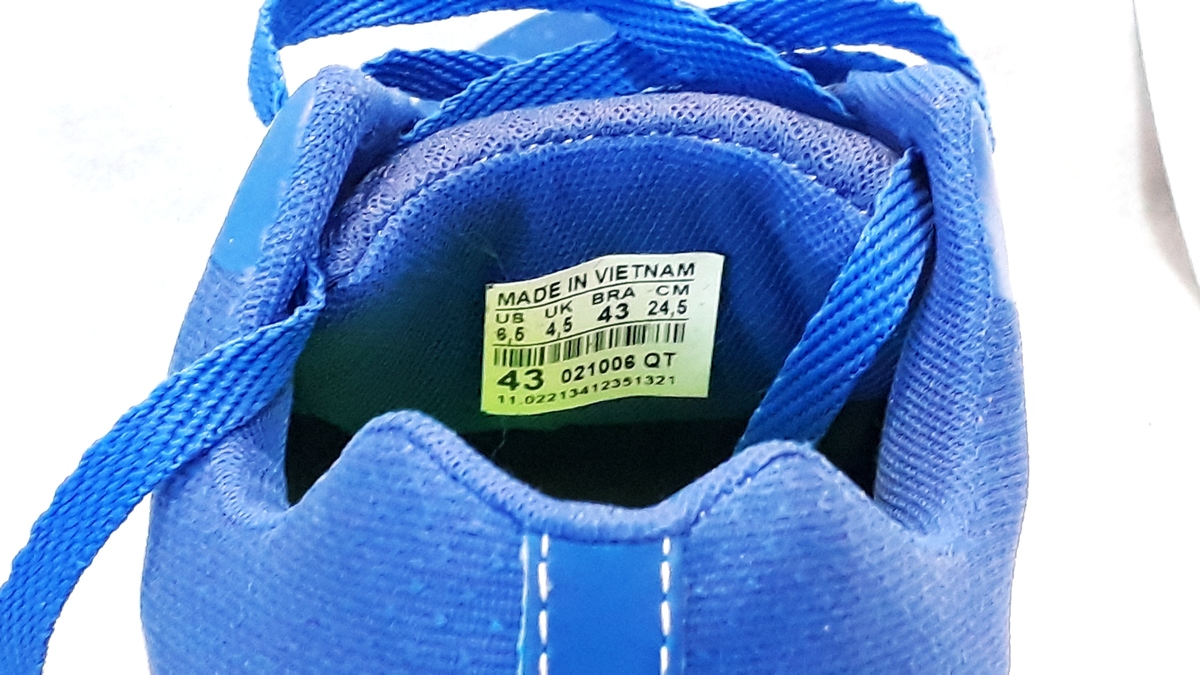 MADE IN VIETNAM
US UK BRA CM
6,5 4,5 43 24,5
43 021006 QT
11.02213412351321